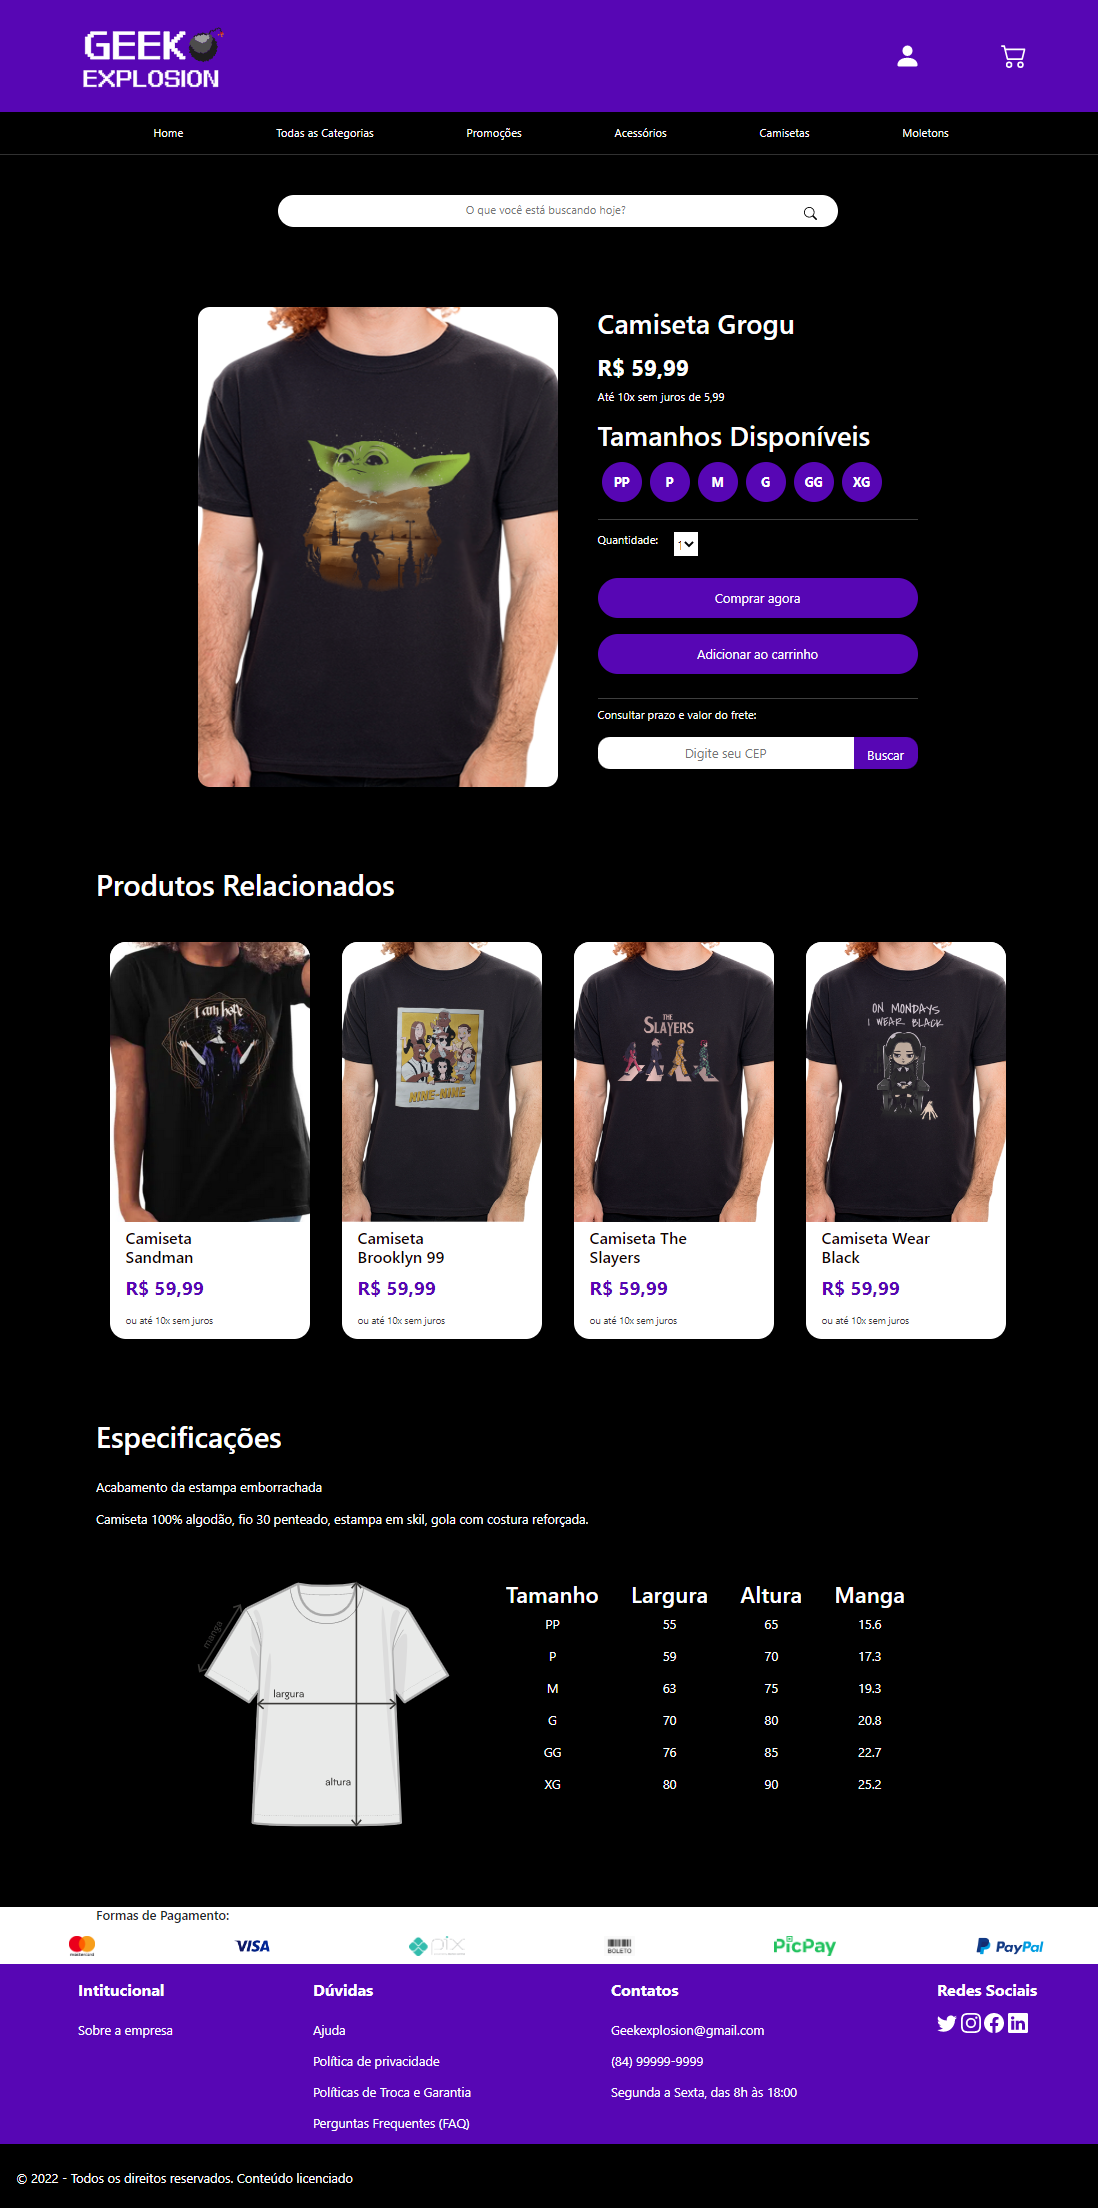 GEEK
EXPLOSION
Home Todas as Categorias Promoções Acessórios Camisetas Moletons
O que você está buscando hoje?
Camiseta Grogu
R$ 59,99
Até 10x sem juros de 5,99
Tamanhos Disponíveis
PP P M G GG XG
Quantidade: 1
Comprar agora
Adicionar ao carrinho
Consultar prazo e valor do frete:
Digite seu CEP Buscar
Produtos Relacionados
I am hope
NINE-NINE
THE
SLAYERS
ON MONDAYS
I WEAR BLACK
Camiseta
Sandman
R$ 59,99
ou até 10x sem juros
Camiseta
Brooklyn 99
R$ 59,99
ou até 10x sem juros
Camiseta The
Slayers
R$ 59,99
ou até 10x sem juros
Camiseta Wear
Black
R$ 59,99
ou até 10x sem juros
Especificações
Acabamento da estampa emborrachada
Camiseta 100% algodão, fio 30 penteado, estampa em skil, gola com costura reforçada.
manga
largura
altura
Tamanho Largura Altura Manga
PP 55 65 15.6
P 59 70 17.3
M 63 75 19.3
G 70 80 20.8
GG 76 85 22.7
XG 80 90 25.2
Formas de Pagamento:
mastercard VISA pix BOLETO PicPay PayPal
Intitucional
Sobre a empresa
Dúvidas
Ajuda
Política de privacidade
Políticas de Troca e Garantia
Perguntas Frequentes (FAQ)
Contatos
Geekexplosion@gmail.com
(84) 99999-9999
Segunda a Sexta, das 8h às 18:00
Redes Sociais
© 2022 - Todos os direitos reservados. Conteúdo licenciado